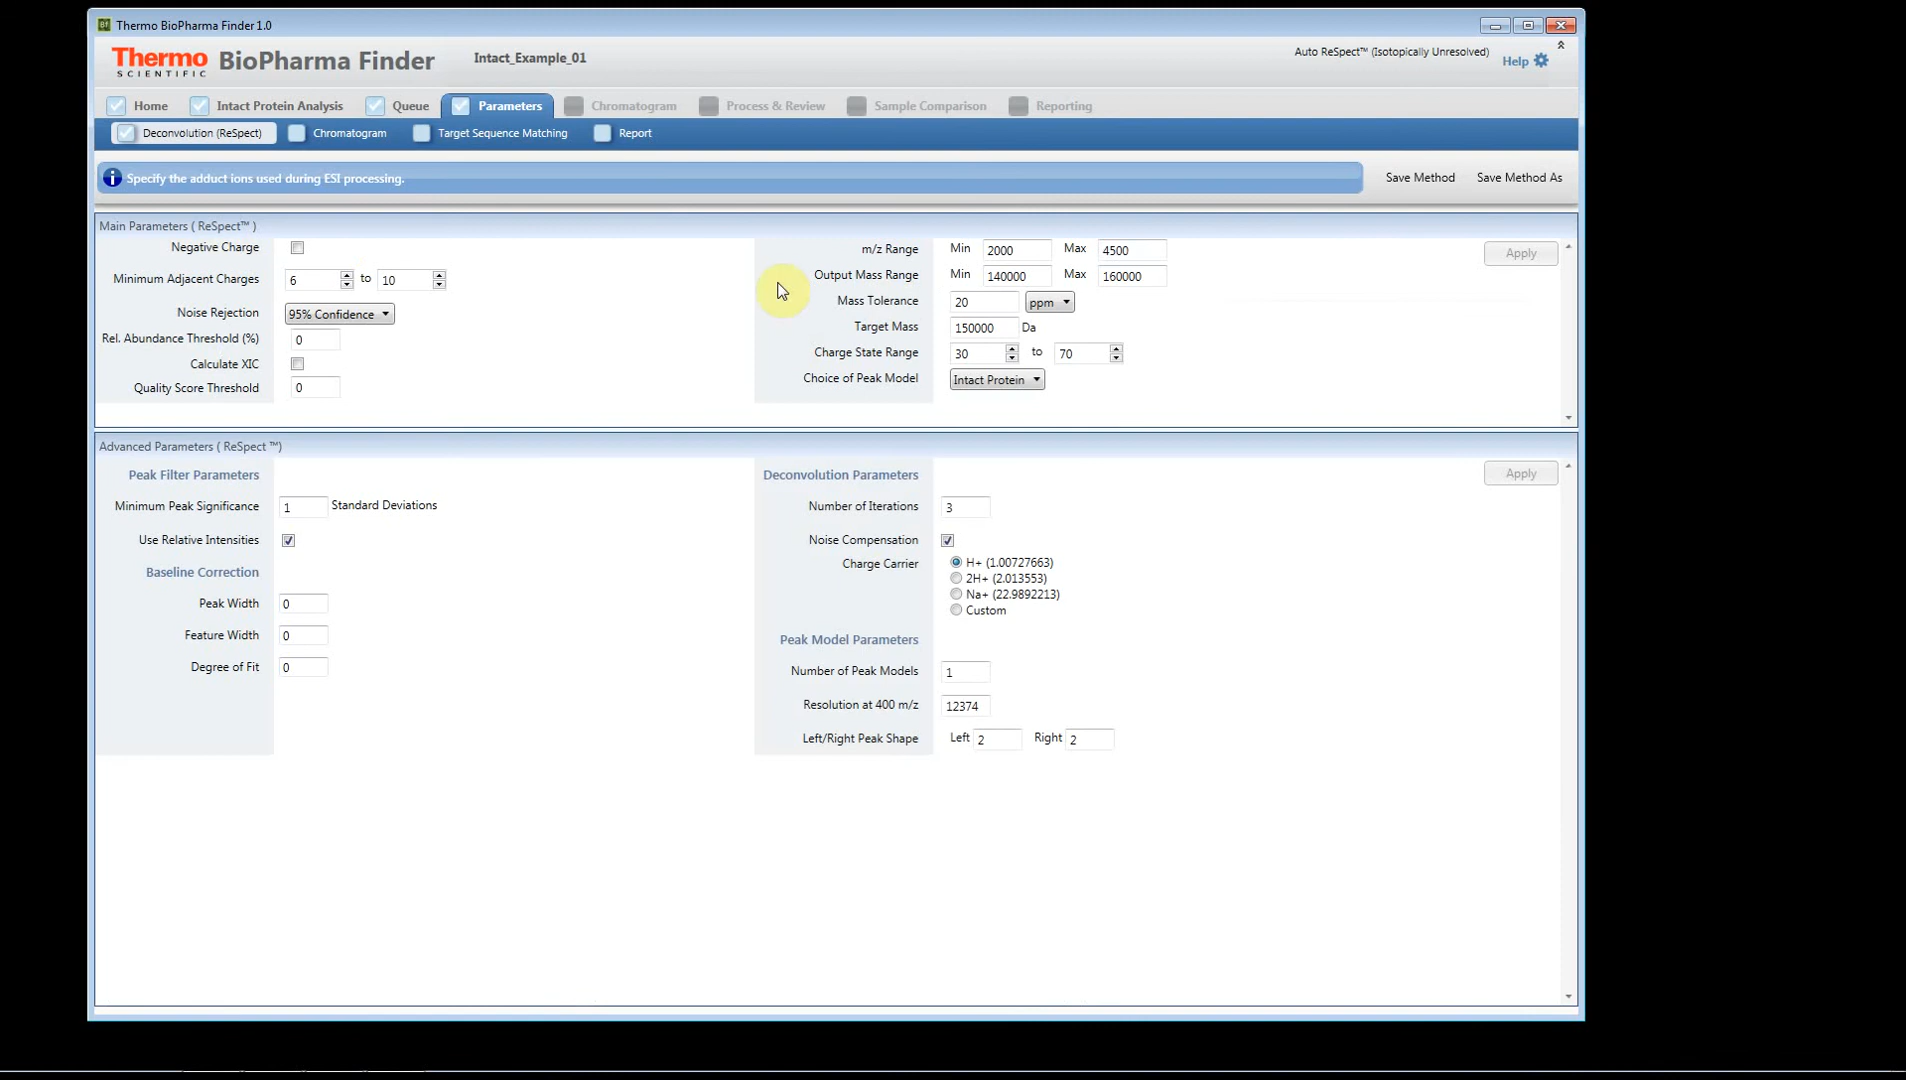 Thermo BioPharma Finder 1.0
Thermo
SCIENTIFIC
BioPharma Finder
Intact_Example_01
Auto ReSpect™ (Isotopically Unresolved)
Help
Home
Intact Protein Analysis
Queue
Parameters
Chromatogram
Process & Review
Sample Comparison
Reporting
Deconvolution (ReSpect)
Chromatogram
Target Sequence Matching
Report
Specify the adduct ions used during ESI processing.
Save Method
Save Method As
Main Parameters ( ReSpect™ )
Negative Charge
Minimum Adjacent Charges 6 to 10
Noise Rejection 95% Confidence
Rel. Abundance Threshold (%) 0
Calculate XIC
Quality Score Threshold 0
m/z Range Min 2000 Max 4500
Output Mass Range Min 140000 Max 160000
Mass Tolerance 20 ppm
Target Mass 150000 Da
Charge State Range 30 to 70
Choice of Peak Model Intact Protein
Apply
Advanced Parameters ( ReSpect ™)
Peak Filter Parameters
Minimum Peak Significance 1 Standard Deviations
Use Relative Intensities
Baseline Correction
Peak Width 0
Feature Width 0
Degree of Fit 0
Deconvolution Parameters
Number of Iterations 3
Noise Compensation
Charge Carrier H+ (1.00727663)
2H+ (2.013553)
Na+ (22.9892213)
Custom
Peak Model Parameters
Number of Peak Models 1
Resolution at 400 m/z 12374
Left/Right Peak Shape Left 2 Right 2
Apply